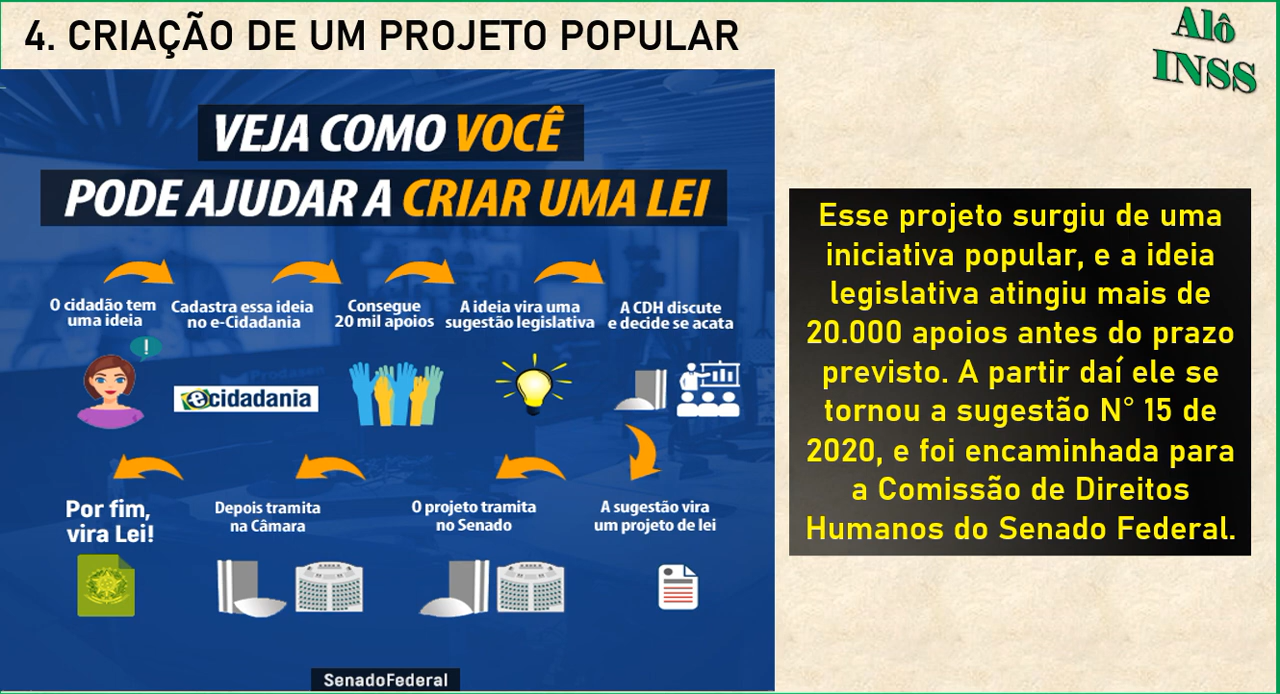 4. CRIAÇÃO DE UM PROJETO POPULAR
Alô
INSS
VEJA COMO VOCÊ
PODE AJUDAR A CRIAR UMA LEI
O cidadão tem
uma ideia
Cadastra essa ideia
no e-Cidadania
Consegue
20 mil apoios
A ideia vira uma
sugestão legislativa
A CDH discute
e decide se acata
!
ecidadania
A sugestão vira
um projeto de lei
O projeto tramita
no Senado
Depois tramita
na Câmara
Por fim,
vira Lei!
SenadoFederal
Esse projeto surgiu de uma
iniciativa popular, e a ideia
legislativa atingiu mais de
20.000 apoios antes do prazo
previsto. A partir daí ele se
tornou a sugestão N° 15 de
2020, e foi encaminhada para
a Comissão de Direitos
Humanos do Senado Federal.